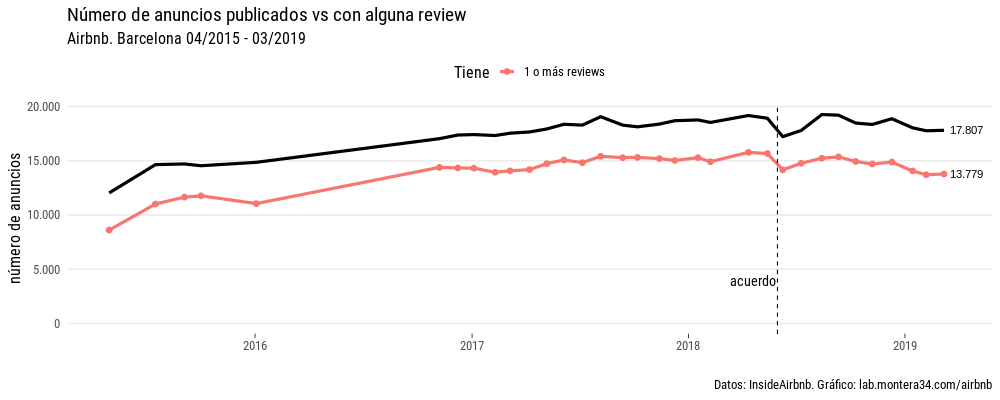 Número de anuncios publicados vs con alguna review
Airbnb. Barcelona 04/2015 - 03/2019
Tiene 1 o más reviews
número de anuncios
20.000
15.000
10.000
5.000
0
17.807
13.779
acuerdo
2016 2017 2018 2019
Datos: InsideAirbnb. Gráfico: lab.montera34.com/airbnb